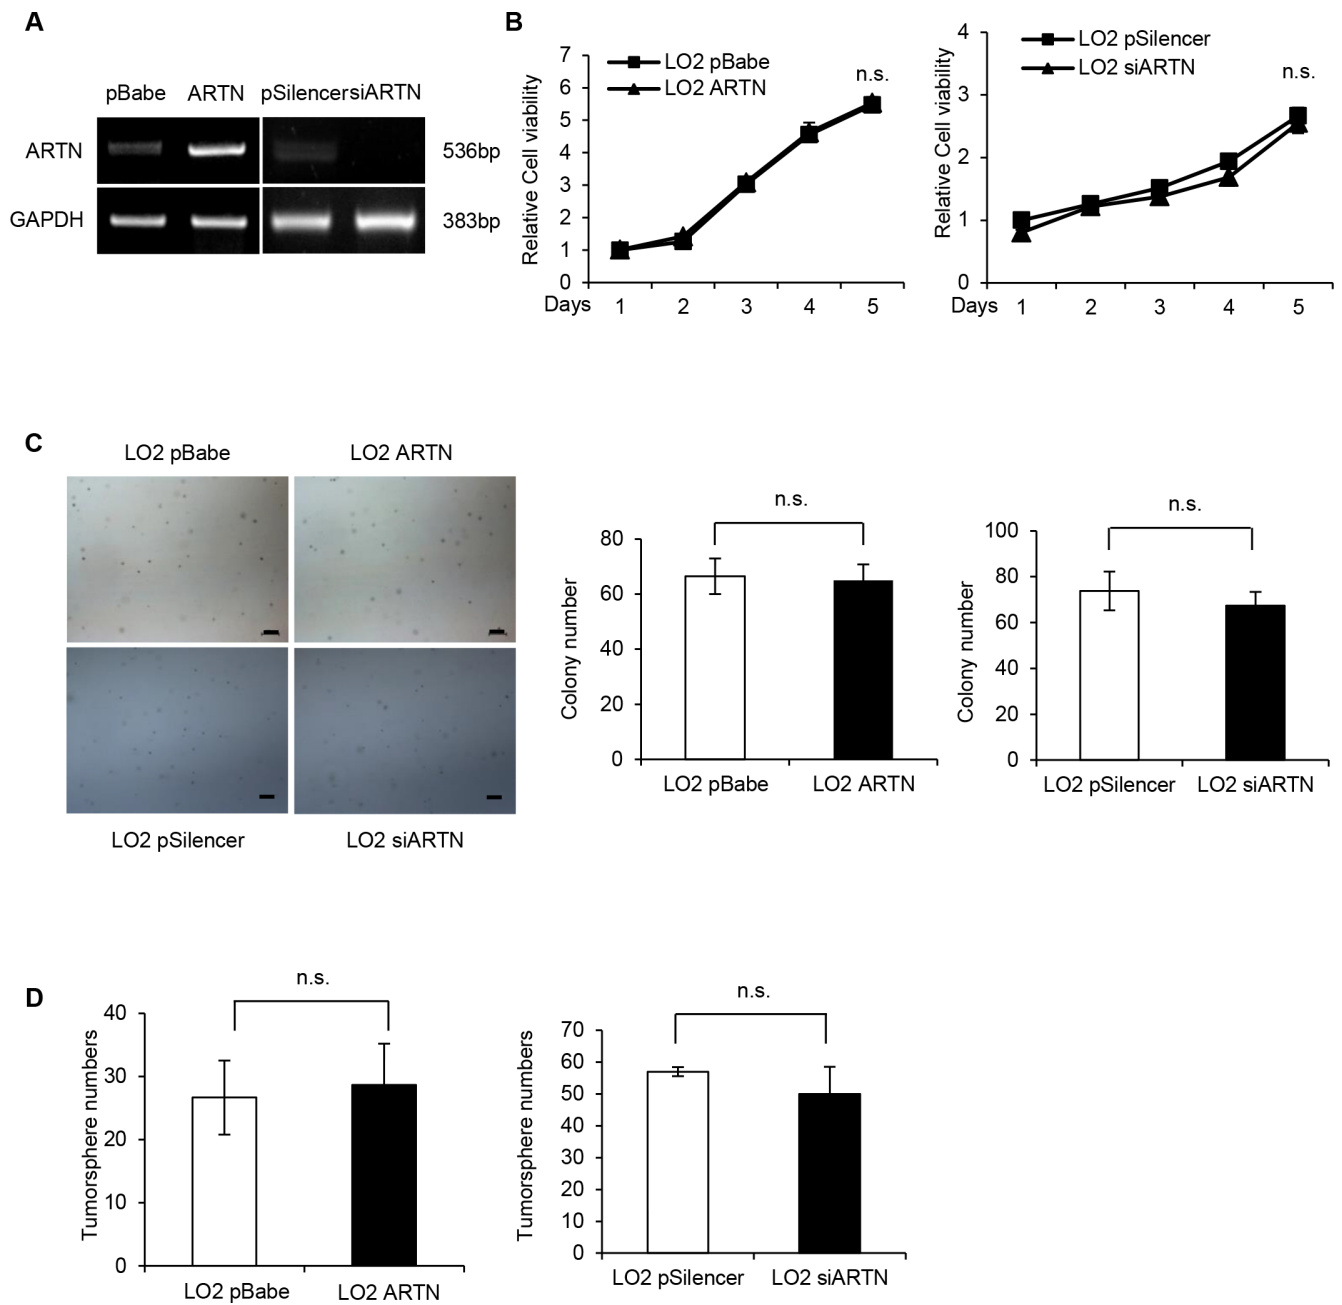 A
pBabe ARTN pSilencersiARTN
ARTN 536bp
GAPDH 383bp
B
LO2 pBabe
LO2 ARTN
n.s.
Relative Cell viability
7
6
5
4
3
2
1
0
Days 1 2 3 4 5
LO2 pSilencer
LO2 siARTN
n.s.
Relative Cell viability
4
3
2
1
0
Days 1 2 3 4 5
C
LO2 pBabe LO2 ARTN
LO2 pSilencer LO2 siARTN
n.s.
Colony number
80
60
40
20
0
LO2 pBabe LO2 ARTN
n.s.
Colony number
100
80
60
40
20
0
LO2 pSilencer LO2 siARTN
D
n.s.
Tumorsphere numbers
40
30
20
10
0
LO2 pBabe LO2 ARTN
n.s.
Tumorsphere numbers
70
60
50
40
30
20
10
0
LO2 pSilencer LO2 siARTN